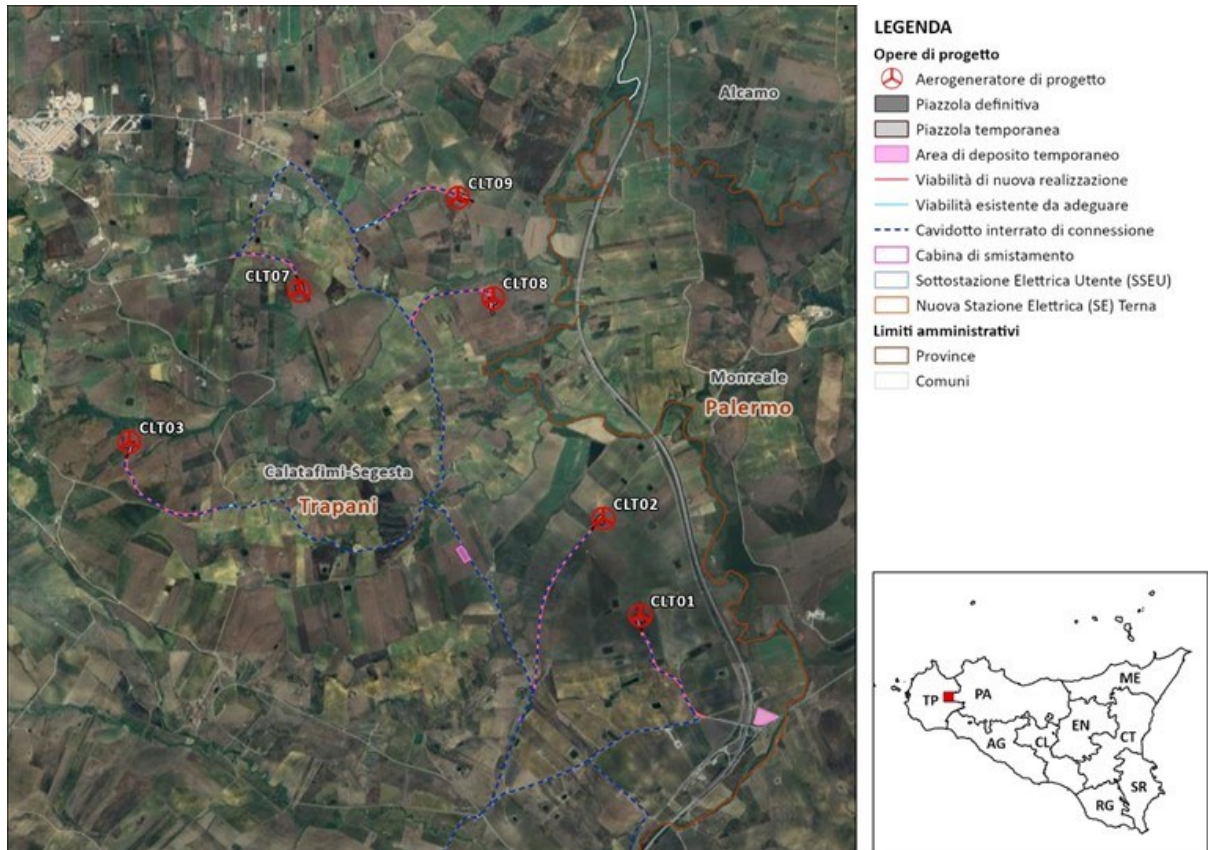 Alcamo
CLT09
CLT07
CLT08
Monreale
Palermo
CLT03
Calatafimi-Segesta
Trapani
CLT02
CLT01
LEGENDA
Opere di progetto
Aerogeneratore di progetto
Piazzola definitiva
Piazzola temporanea
Area di deposito temporaneo
Viabilità di nuova realizzazione
Viabilità esistente da adeguare
Cavidotto interrato di connessione
Cabina di smistamento
Sottostazione Elettrica Utente (SSEU)
Nuova Stazione Elettrica (SE) Terna
Limiti amministrativi
Province
Comuni
ME
TP
PA
EN
CT
AG
CL
SR
RG